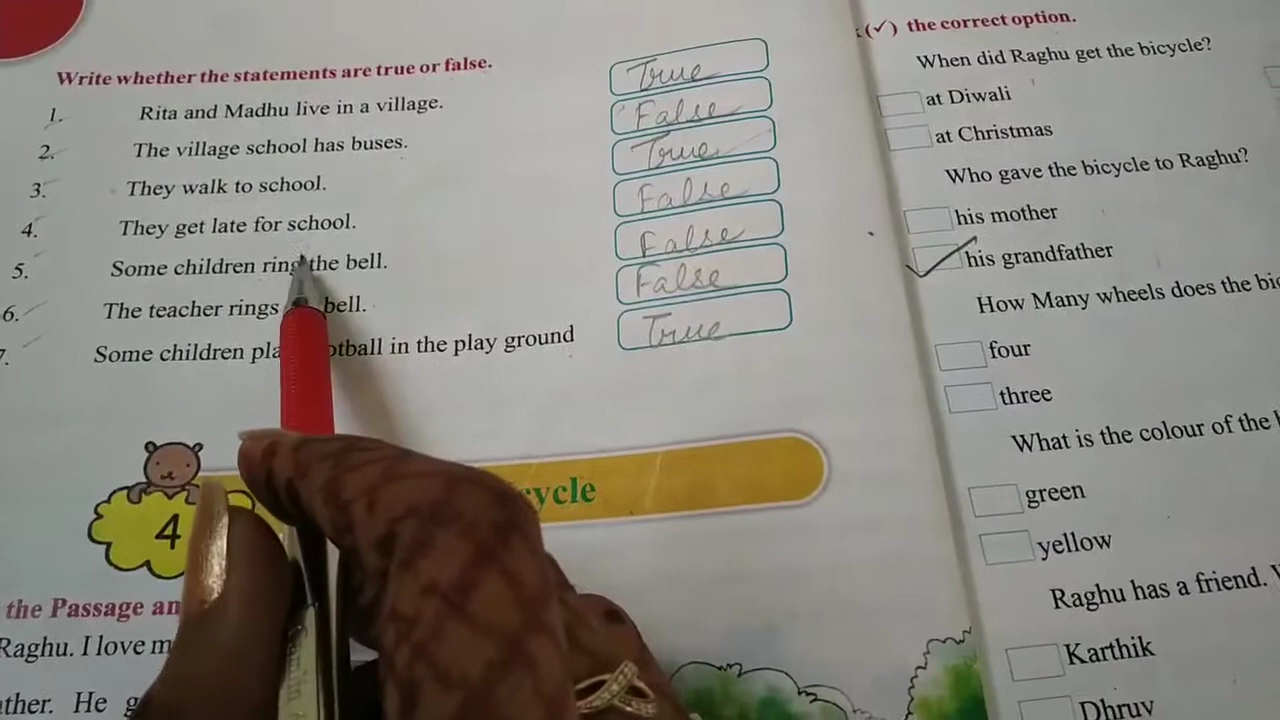 Write whether the statements are true or false.
1. Rita and Madhu live in a village. True
2. The village school has buses. False
3. They walk to school. True
4. They get late for school. False
5. Some children ring the bell. False
6. The teacher rings bell. False
7. Some children pla otball in the play ground True
4 cycle
the Passage an
Raghu. I love m
ather. He g
(✓) the correct option.
When did Raghu get the bicycle?
at Diwali
at Christmas
Who gave the bicycle to Raghu?
his mother
✓ his grandfather
How Many wheels does the bic
four
three
What is the colour of the
green
yellow
Raghu has a friend.
Karthik
Dhruv